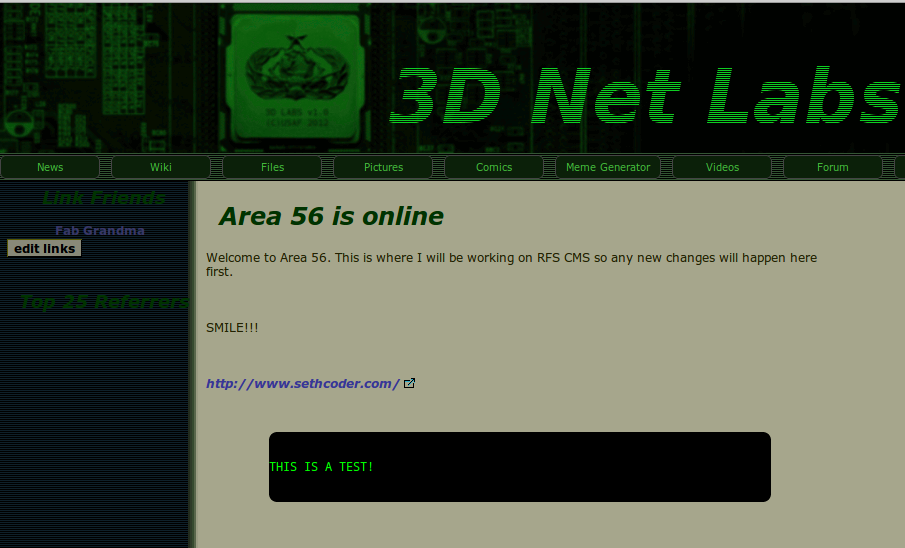 3D LABS v1.0
(C)USAF 2013
3D Net Labs
News Wiki Files Pictures Comics Meme Generator Videos Forum
Link Friends
Fab Grandma
edit links
Top 25 Referrers
Area 56 is online
Welcome to Area 56. This is where I will be working on RFS CMS so any new changes will happen here
first.
SMILE!!!
http://www.sethcoder.com/
THIS IS A TEST!